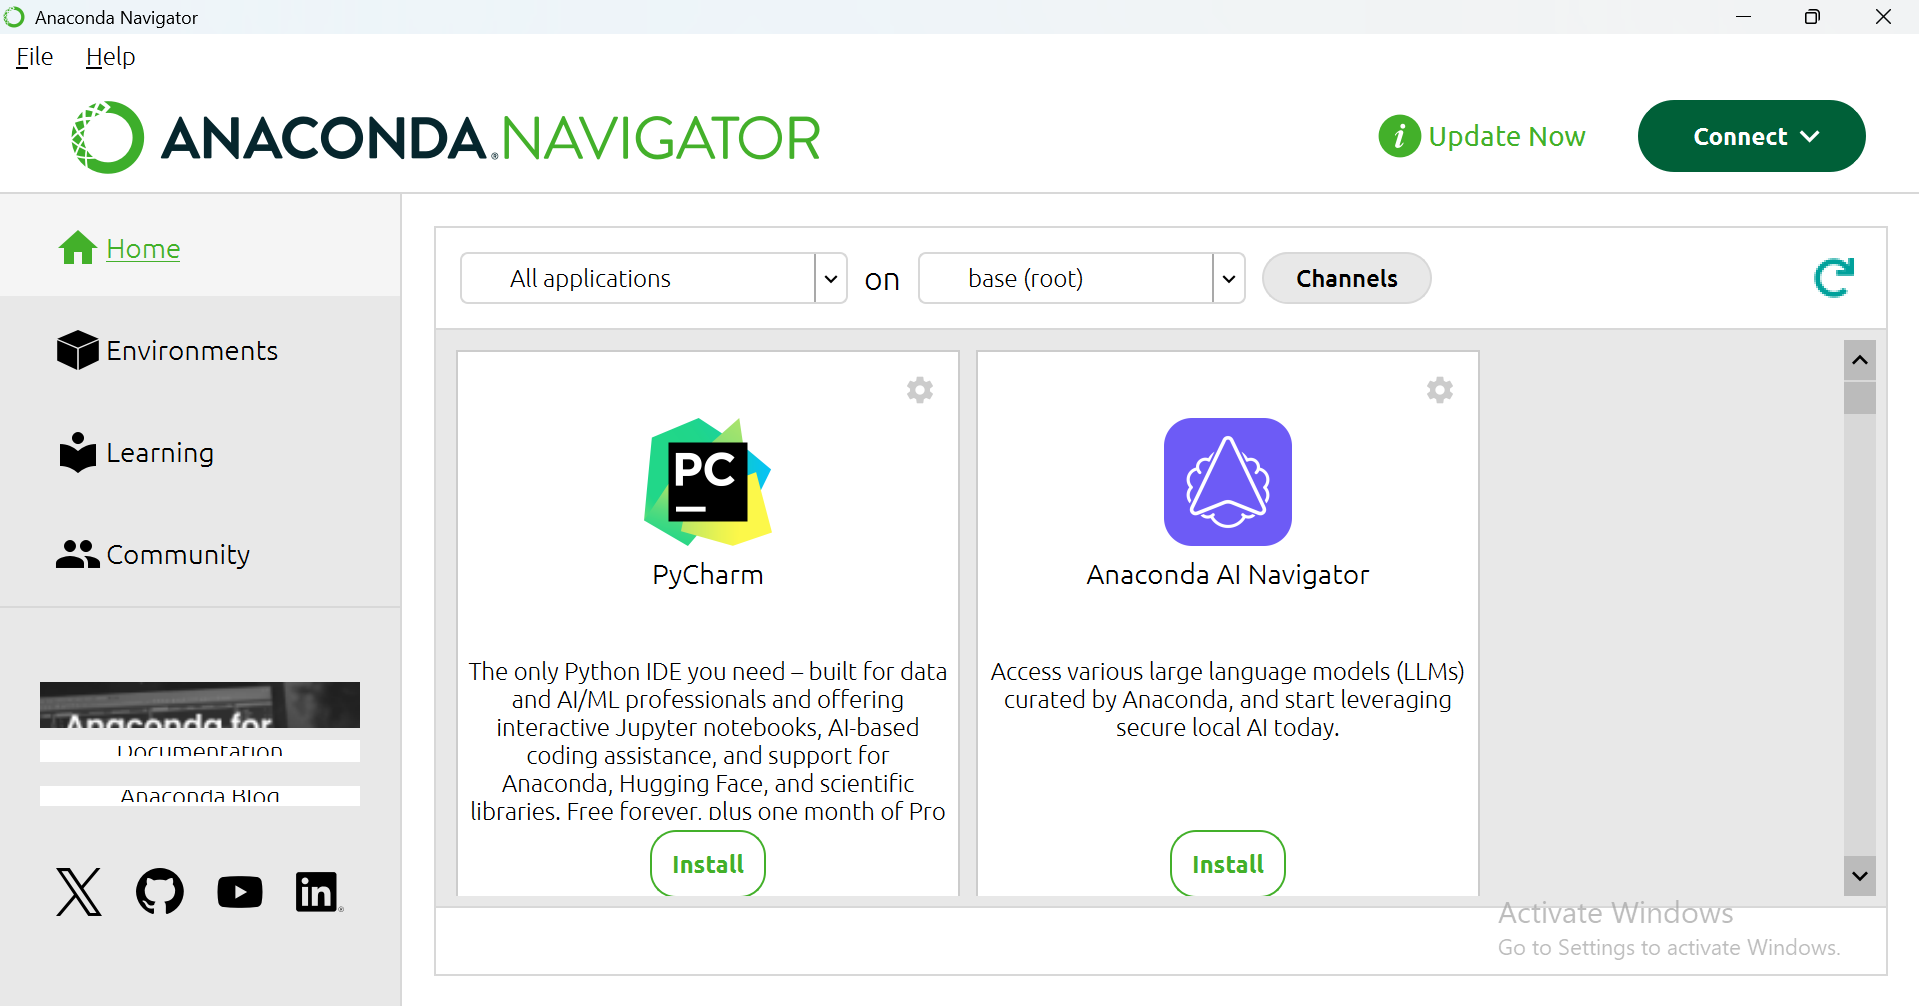 Anaconda Navigator
File Help
ANACONDA.NAVIGATOR
Update Now
Connect
Home
Environments
Learning
Community
All applications on base (root) Channels
PC
PyCharm
The only Python IDE you need – built for data
and AI/ML professionals and offering
interactive Jupyter notebooks, AI-based
coding assistance, and support for
Anaconda, Hugging Face, and scientific
libraries. Free forever, plus one month of Pro
Install
Anaconda AI Navigator
Access various large language models (LLMs)
curated by Anaconda, and start leveraging
secure local AI today.
Install
Anaconda for
Documentation
Anaconda Blog
Activate Windows
Go to Settings to activate Windows.